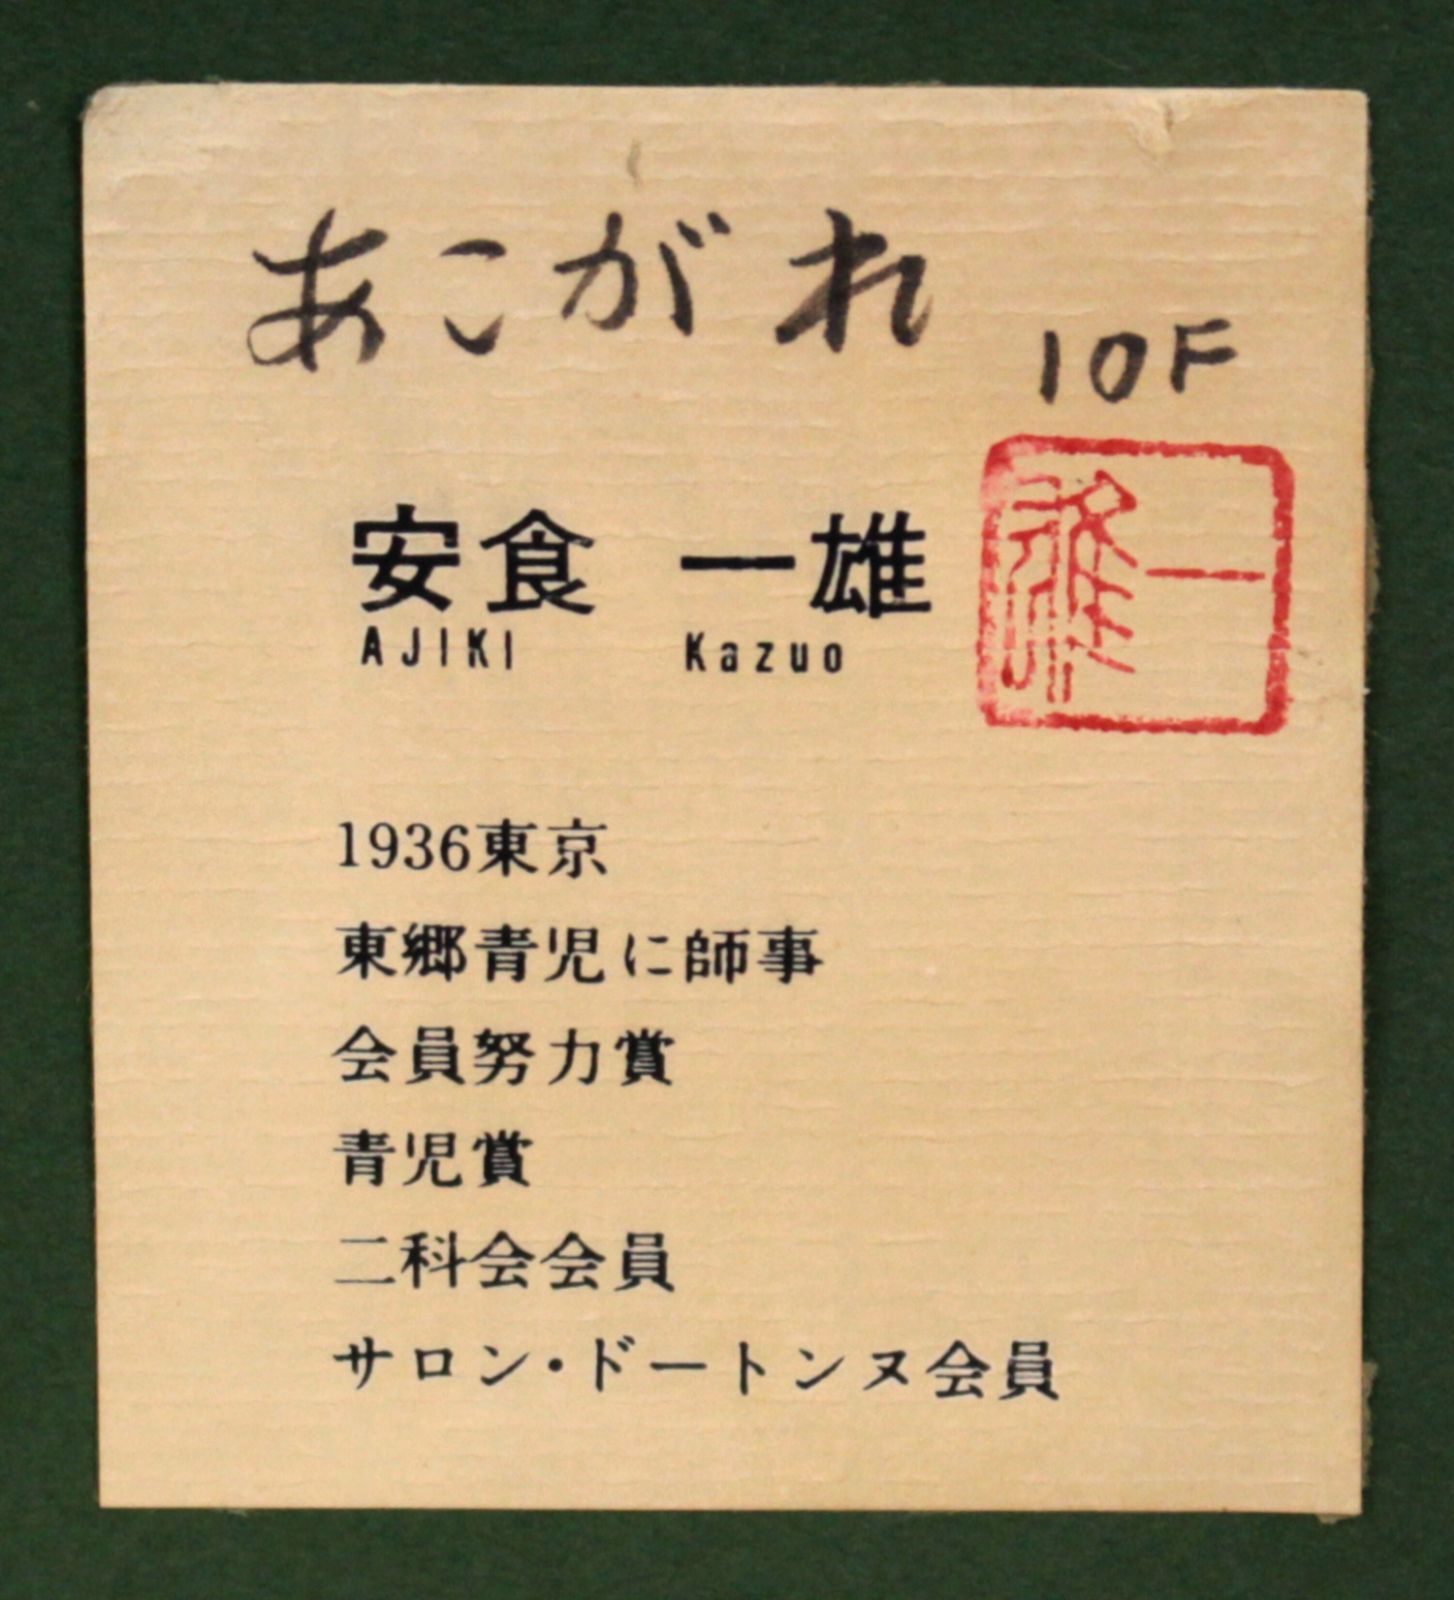 あこがれ
10F
安食 一雄
AJIKI Kazuo
一雄
1936東京
東郷青児に師事
会員努力賞
青児賞
二科会会員
サロン・ドートンヌ会員